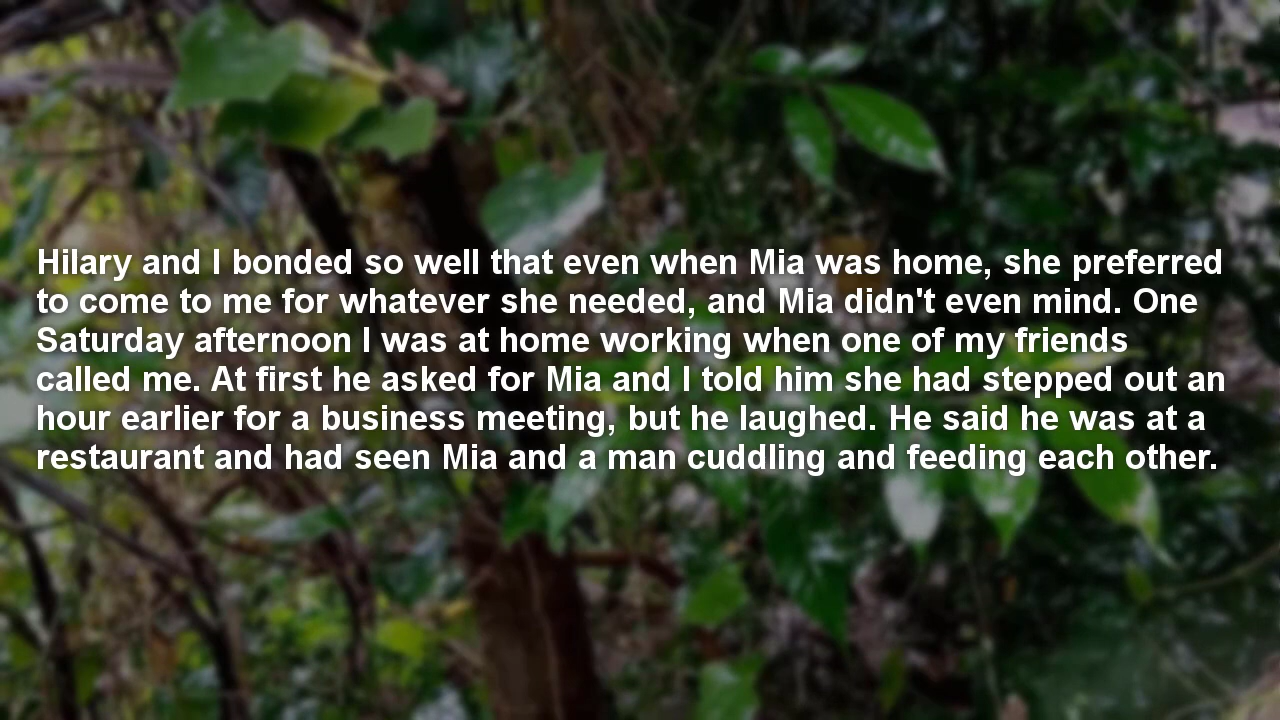 Hilary and I bonded so well that even when Mia was home, she preferred
to come to me for whatever she needed, and Mia didn't even mind. One
Saturday afternoon I was at home working when one of my friends
called me. At first he asked for Mia and I told him she had stepped out an
hour earlier for a business meeting, but he laughed. He said he was at a
restaurant and had seen Mia and a man cuddling and feeding each other.